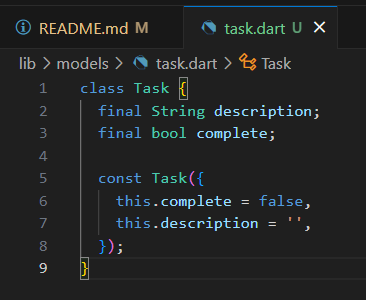 README.md M task.dart U
lib > models > task.dart > Task
1 class Task {
2 final String description;
3 final bool complete;
4
5 const Task({
6 this.complete = false,
7 this.description = '',
8 });
9 }